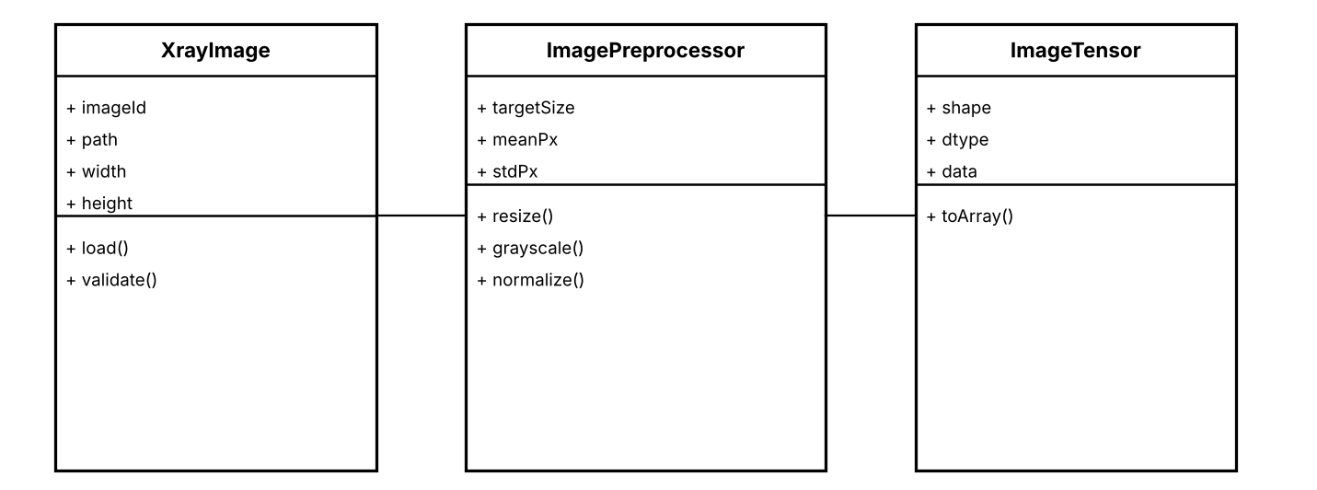 XrayImage
+ imageId
+ path
+ width
+ height
+ load()
+ validate()
ImagePreprocessor
+ targetSize
+ meanPx
+ stdPx
+ resize()
+ grayscale()
+ normalize()
ImageTensor
+ shape
+ dtype
+ data
+ toArray()